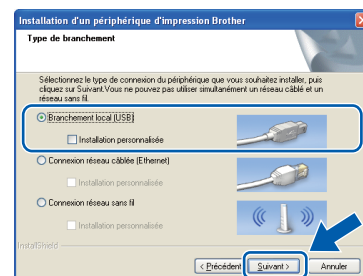 Installation d'un périphérique d'impression Brother
Type de branchement
Sélectionnez le type de connexion du périphérique que vous souhaitez installer, puis
cliquez sur Suivant.Vous ne pouvez pas utiliser simultanément un réseau câblé et un
réseau sans fil.
Branchement local (USB)
Installation personnalisée
Connexion réseau câblée (Ethernet)
Installation personnalisée
Connexion réseau sans fil
Installation personnalisée
InstallShield
< Précédent Suivant > Annuler